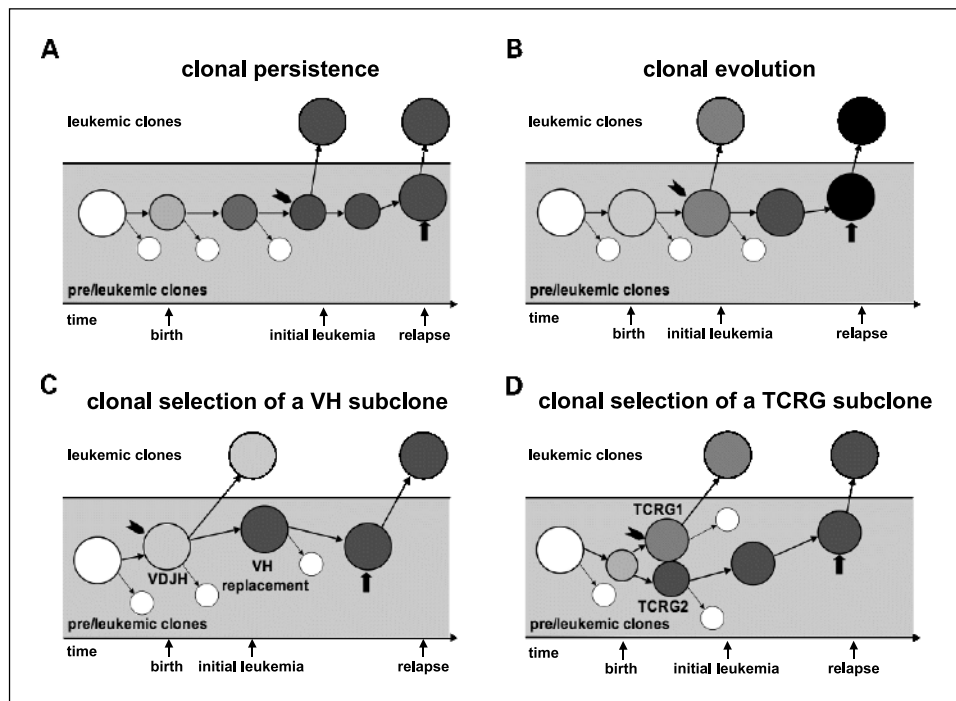 A
clonal persistence
leukemic clones
pre/leukemic clones
time
birth
initial leukemia
relapse
B
clonal evolution
leukemic clones
pre/leukemic clones
time
birth
initial leukemia
relapse
C
clonal selection of a VH subclone
leukemic clones
VDJH
VH
replacement
pre/leukemic clones
time
birth
initial leukemia
relapse
D
clonal selection of a TCRG subclone
leukemic clones
TCRG1
TCRG2
pre/leukemic clones
time
birth
initial leukemia
relapse